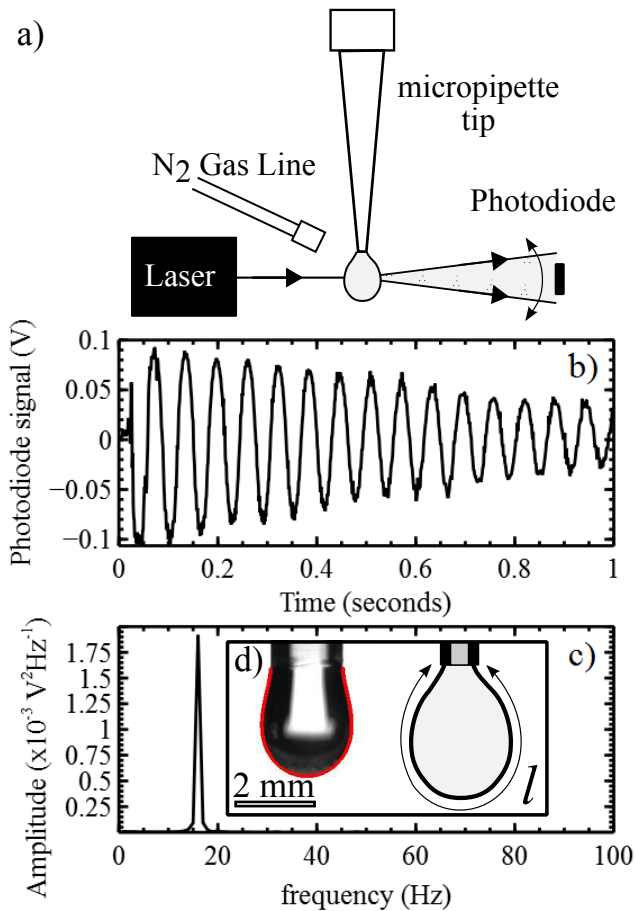 a)
micropipette
tip
N2 Gas Line
Photodiode
Laser
b)
Photodiode signal (V)
0.1
0.05
0
−0.05
−0.1
0 0.2 0.4 0.6 0.8 1
Time (seconds)
c)
d)
2 mm
l
Amplitude (x10-3 V2Hz-1)
1.75
1.5
1.25
1
0.75
0.5
0.25
0 20 40 60 80 100
frequency (Hz)